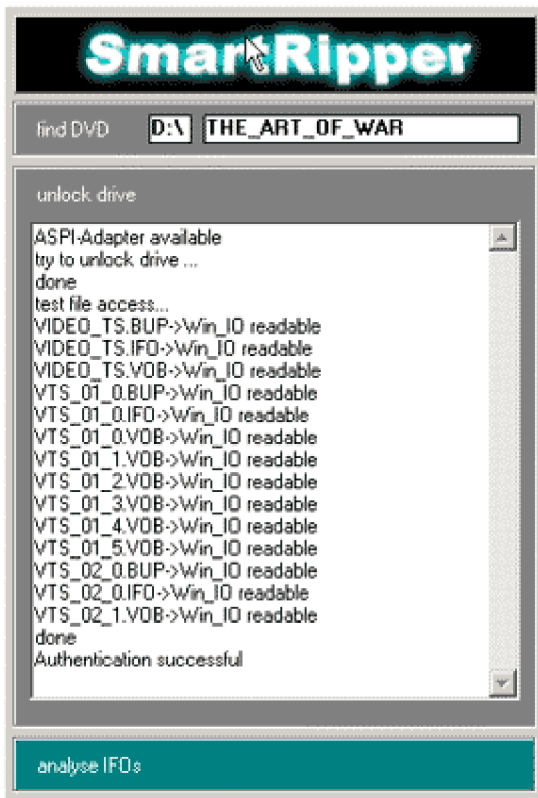 SmartRipper
find DVD D:\ THE_ART_OF_WAR
unlock drive
ASPI-Adapter available
try to unlock drive ...
done
test file access...
VIDEO_TS.BUP->Win_IO readable
VIDEO_TS.IFO->Win_IO readable
VIDEO_TS.VOB->Win_IO readable
VTS_01_0.BUP->Win_IO readable
VTS_01_0.IFO->Win_IO readable
VTS_01_0.VOB->Win_IO readable
VTS_01_1.VOB->Win_IO readable
VTS_01_2.VOB->Win_IO readable
VTS_01_3.VOB->Win_IO readable
VTS_01_4.VOB->Win_IO readable
VTS_01_5.VOB->Win_IO readable
VTS_02_0.BUP->Win_IO readable
VTS_02_0.IFO->Win_IO readable
VTS_02_1.VOB->Win_IO readable
done
Authentication successful
analyse IFOs